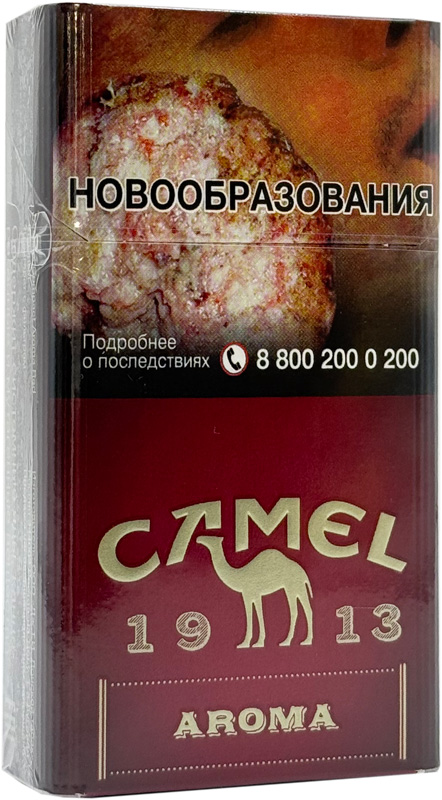 НОВООБРАЗОВАНИЯ
Подробнее
о последствиях 8 800 200 0 200
CAMEL
19 13
AROMA